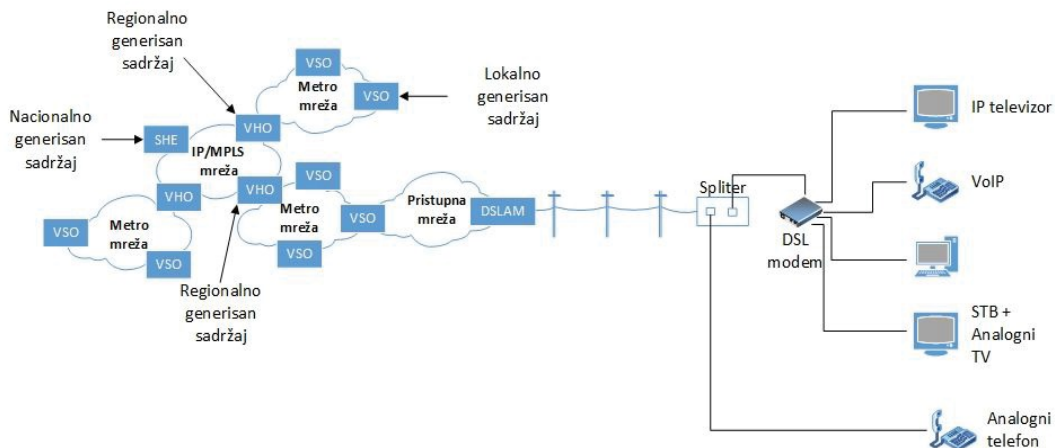 Regionalno
generisan
sadržaj
VSO
Metro
mreža
VSO
Lokalno
generisan
sadržaj
Nacionalno
generisan
sadržaj
SHE
VHO
IP/MPLS
mreža
VHO
VHO
VSO
Metro
mreža
VSO
VSO
VSO
Metro
mreža
VSO
Regionalno
generisan
sadržaj
Pristupna
mreža
DSLAM
Spliter
DSL
modem
IP televizor
VoIP
STB +
Analogni
TV
Analogni
telefon